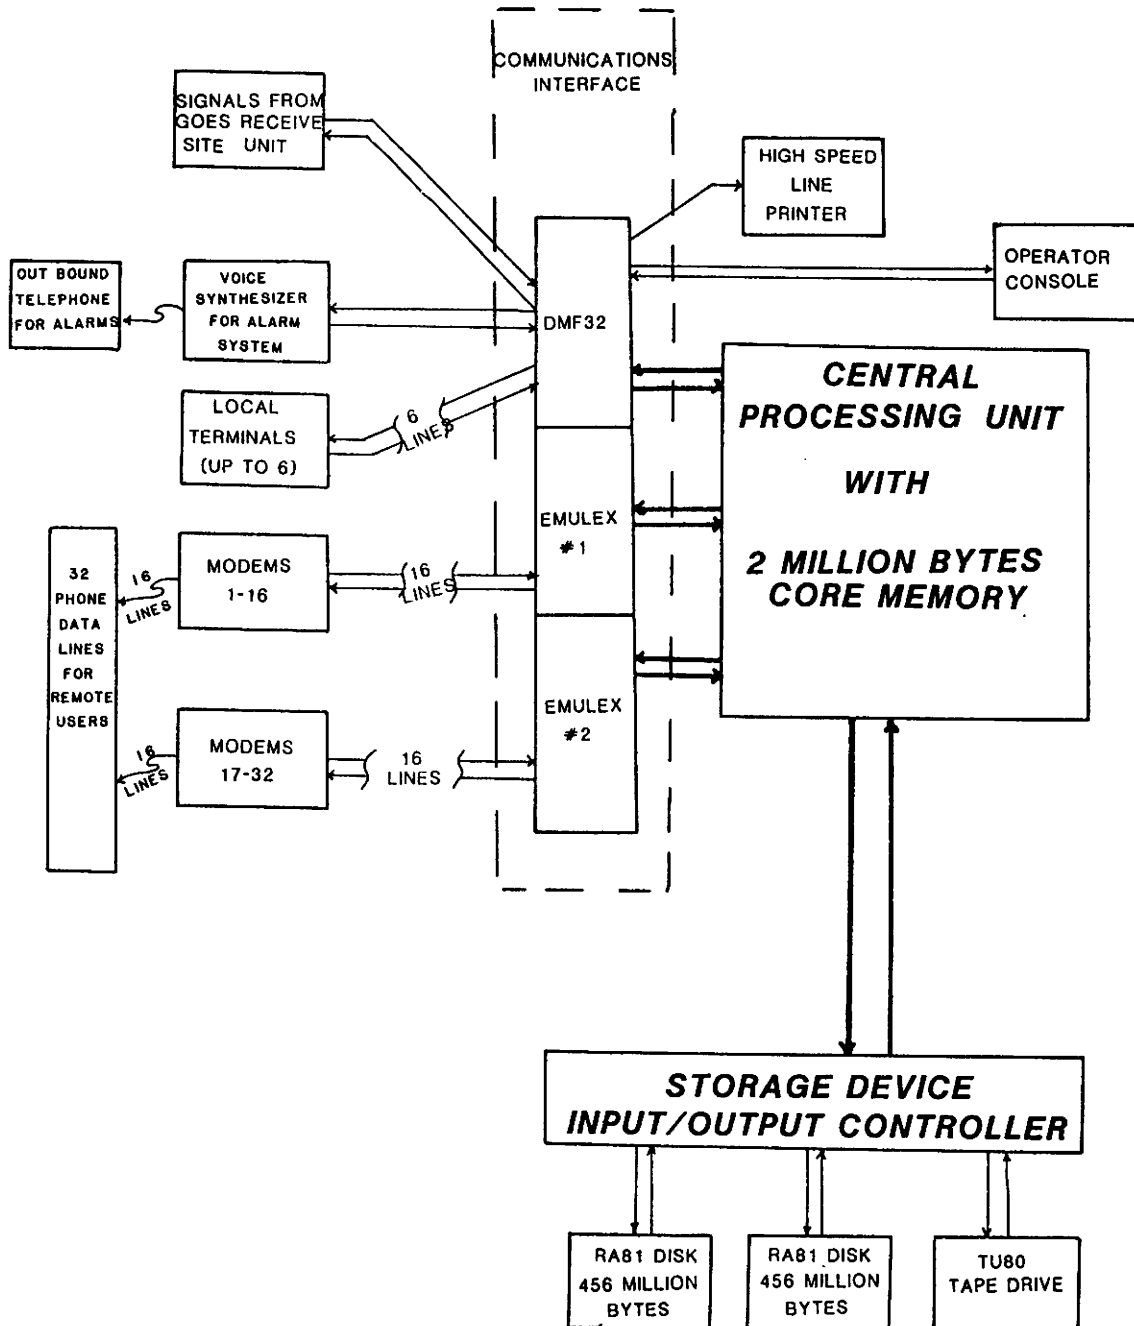 COMMUNICATIONS
INTERFACE
SIGNALS FROM
GOES RECEIVE
SITE UNIT
HIGH SPEED
LINE
PRINTER
OPERATOR
CONSOLE
OUT BOUND
TELEPHONE
FOR ALARMS
VOICE
SYNTHESIZER
FOR ALARM
SYSTEM
DMF32
LOCAL
TERMINALS
(UP TO 6)
6
LINES
CENTRAL
PROCESSING UNIT
WITH
2 MILLION BYTES
CORE MEMORY
EMULEX
#1
32
PHONE
DATA
LINES
FOR
REMOTE
USERS
16
LINES
MODEMS
1-16
16
LINES
EMULEX
#2
16
LINES
MODEMS
17-32
16
LINES
STORAGE DEVICE
INPUT/OUTPUT CONTROLLER
RA81 DISK
456 MILLION
BYTES
RA81 DISK
456 MILLION
BYTES
TU80
TAPE DRIVE